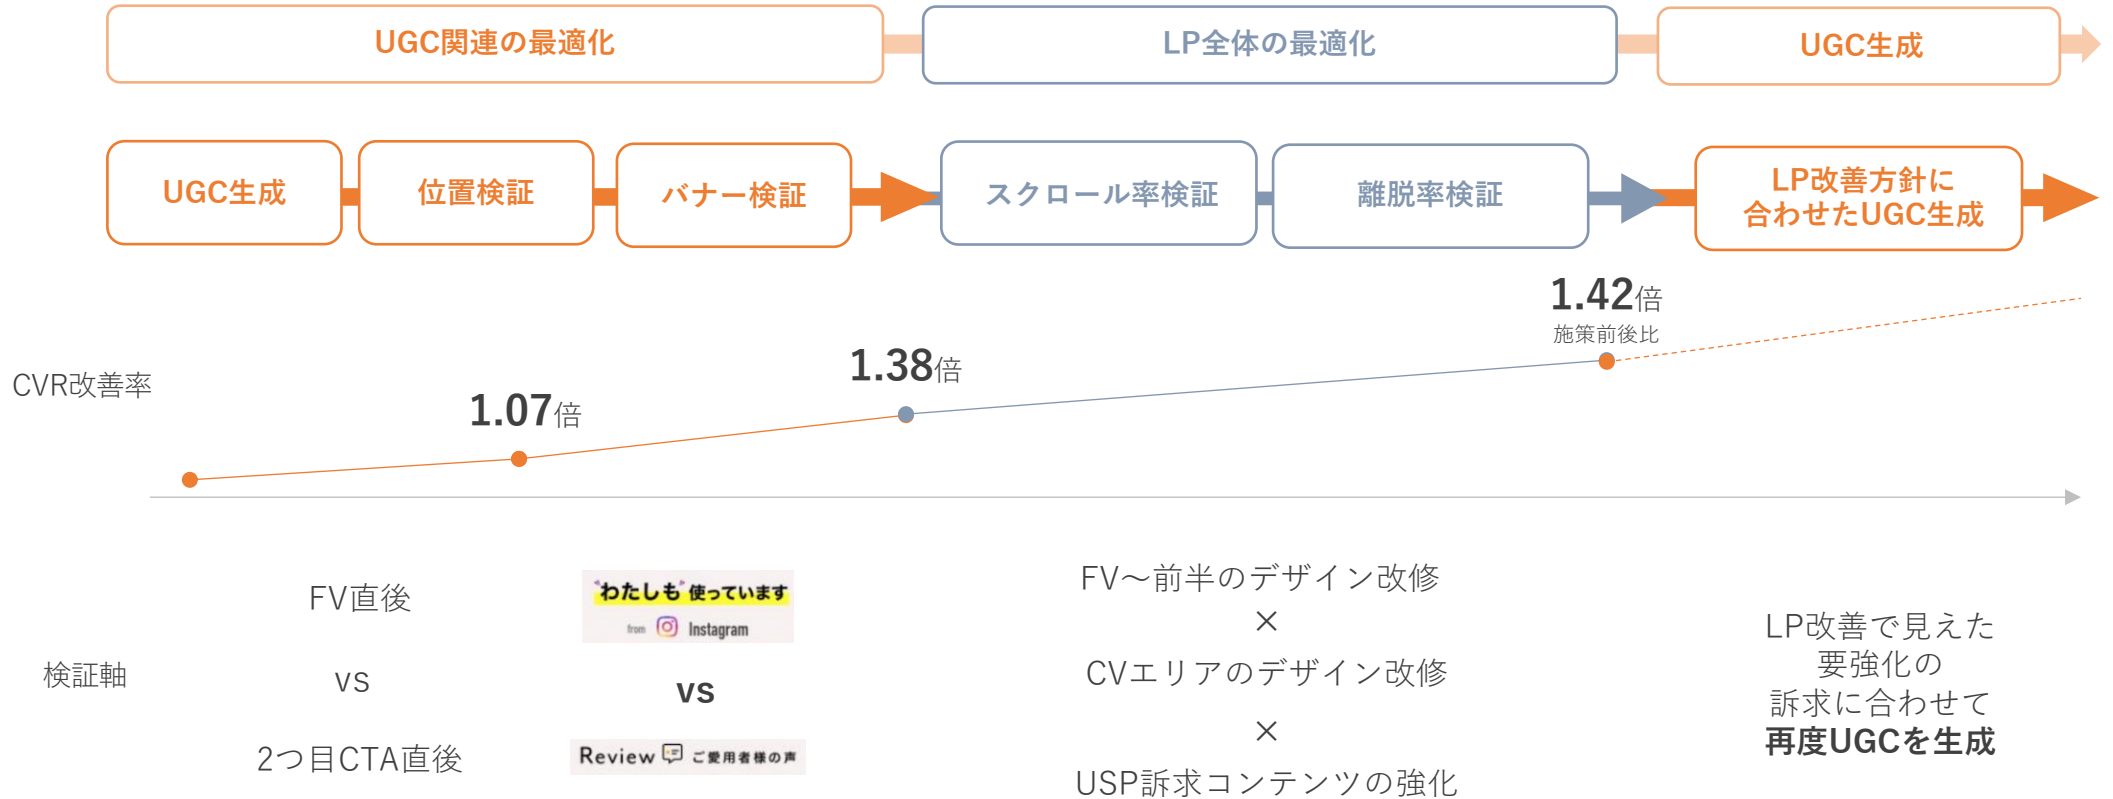 UGC関連の最適化
LP全体の最適化
UGC生成
UGC生成
位置検証
バナー検証
スクロール率検証
離脱率検証
LP改善方針に
合わせたUGC生成
CVR改善率
1.07倍
1.38倍
1.42倍
施策前後比
検証軸
FV直後
vs
2つ目CTA直後
わたしも使っています
from Instagram
vs
Review ご愛用者様の声
FV～前半のデザイン改修
×
CVエリアのデザイン改修
×
USP訴求コンテンツの強化
LP改善で見えた
要強化の
訴求に合わせて
再度UGCを生成